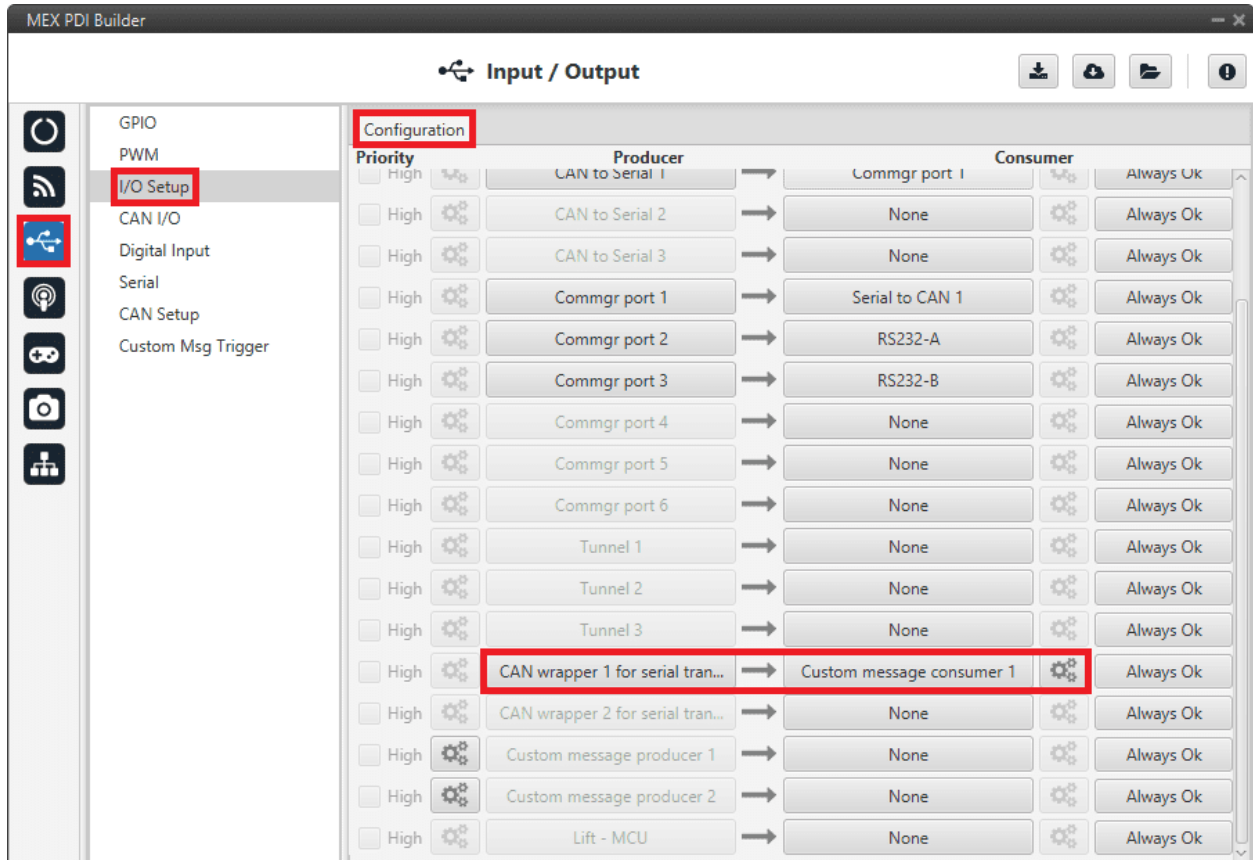 MEX PDI Builder
Input / Output
GPIO
PWM
I/O Setup
CAN I/O
Digital Input
Serial
CAN Setup
Custom Msg Trigger
Configuration
Priority Producer Consumer
High CAN to Serial 1 Commgr port 1 Always Ok
High CAN to Serial 2 None Always Ok
High CAN to Serial 3 None Always Ok
High Commgr port 1 Serial to CAN 1 Always Ok
High Commgr port 2 RS232-A Always Ok
High Commgr port 3 RS232-B Always Ok
High Commgr port 4 None Always Ok
High Commgr port 5 None Always Ok
High Commgr port 6 None Always Ok
High Tunnel 1 None Always Ok
High Tunnel 2 None Always Ok
High Tunnel 3 None Always Ok
High CAN wrapper 1 for serial tran... Custom message consumer 1 Always Ok
High CAN wrapper 2 for serial tran... None Always Ok
High Custom message producer 1 None Always Ok
High Custom message producer 2 None Always Ok
High Lift - MCU None Always Ok